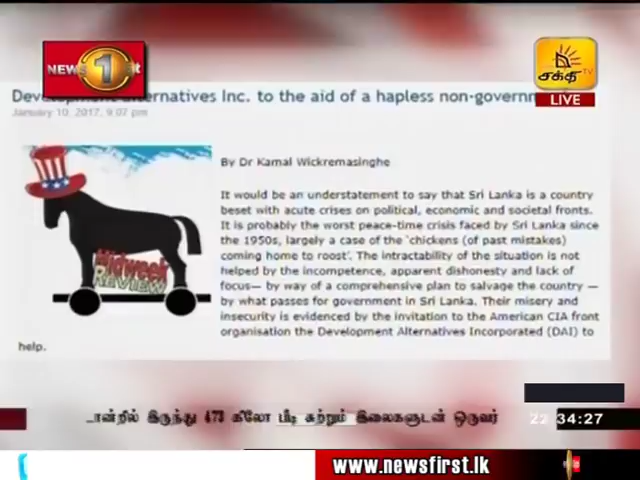 NEWS 1st
சக்தி TV
LIVE
Development Alternatives Inc. to the aid of a hapless non-governm
January 10, 2017, 9:07 pm
By Dr Kamal Wickremasinghe
It would be an understatement to say that Sri Lanka is a country
beset with acute crises on political, economic and societal fronts.
It is probably the worst peace-time crisis faced by Sri Lanka since
the 1950s, largely a case of the `chickens (of past mistakes)
coming home to roost'. The intractability of the situation is not
helped by the incompetence, apparent dishonesty and lack of
focus— by way of a comprehensive plan to salvage the country —
by what passes for government in Sri Lanka. Their misery and
insecurity is evidenced by the invitation to the American CIA front
organisation the Development Alternatives Incorporated (DAI) to
help.
Midweek
REVIEW
இருந்து 473 கிலோ பீடி சுற்றும் இலைகளுடன் ஒருவர்
22 34:27
www.newsfirst.lk